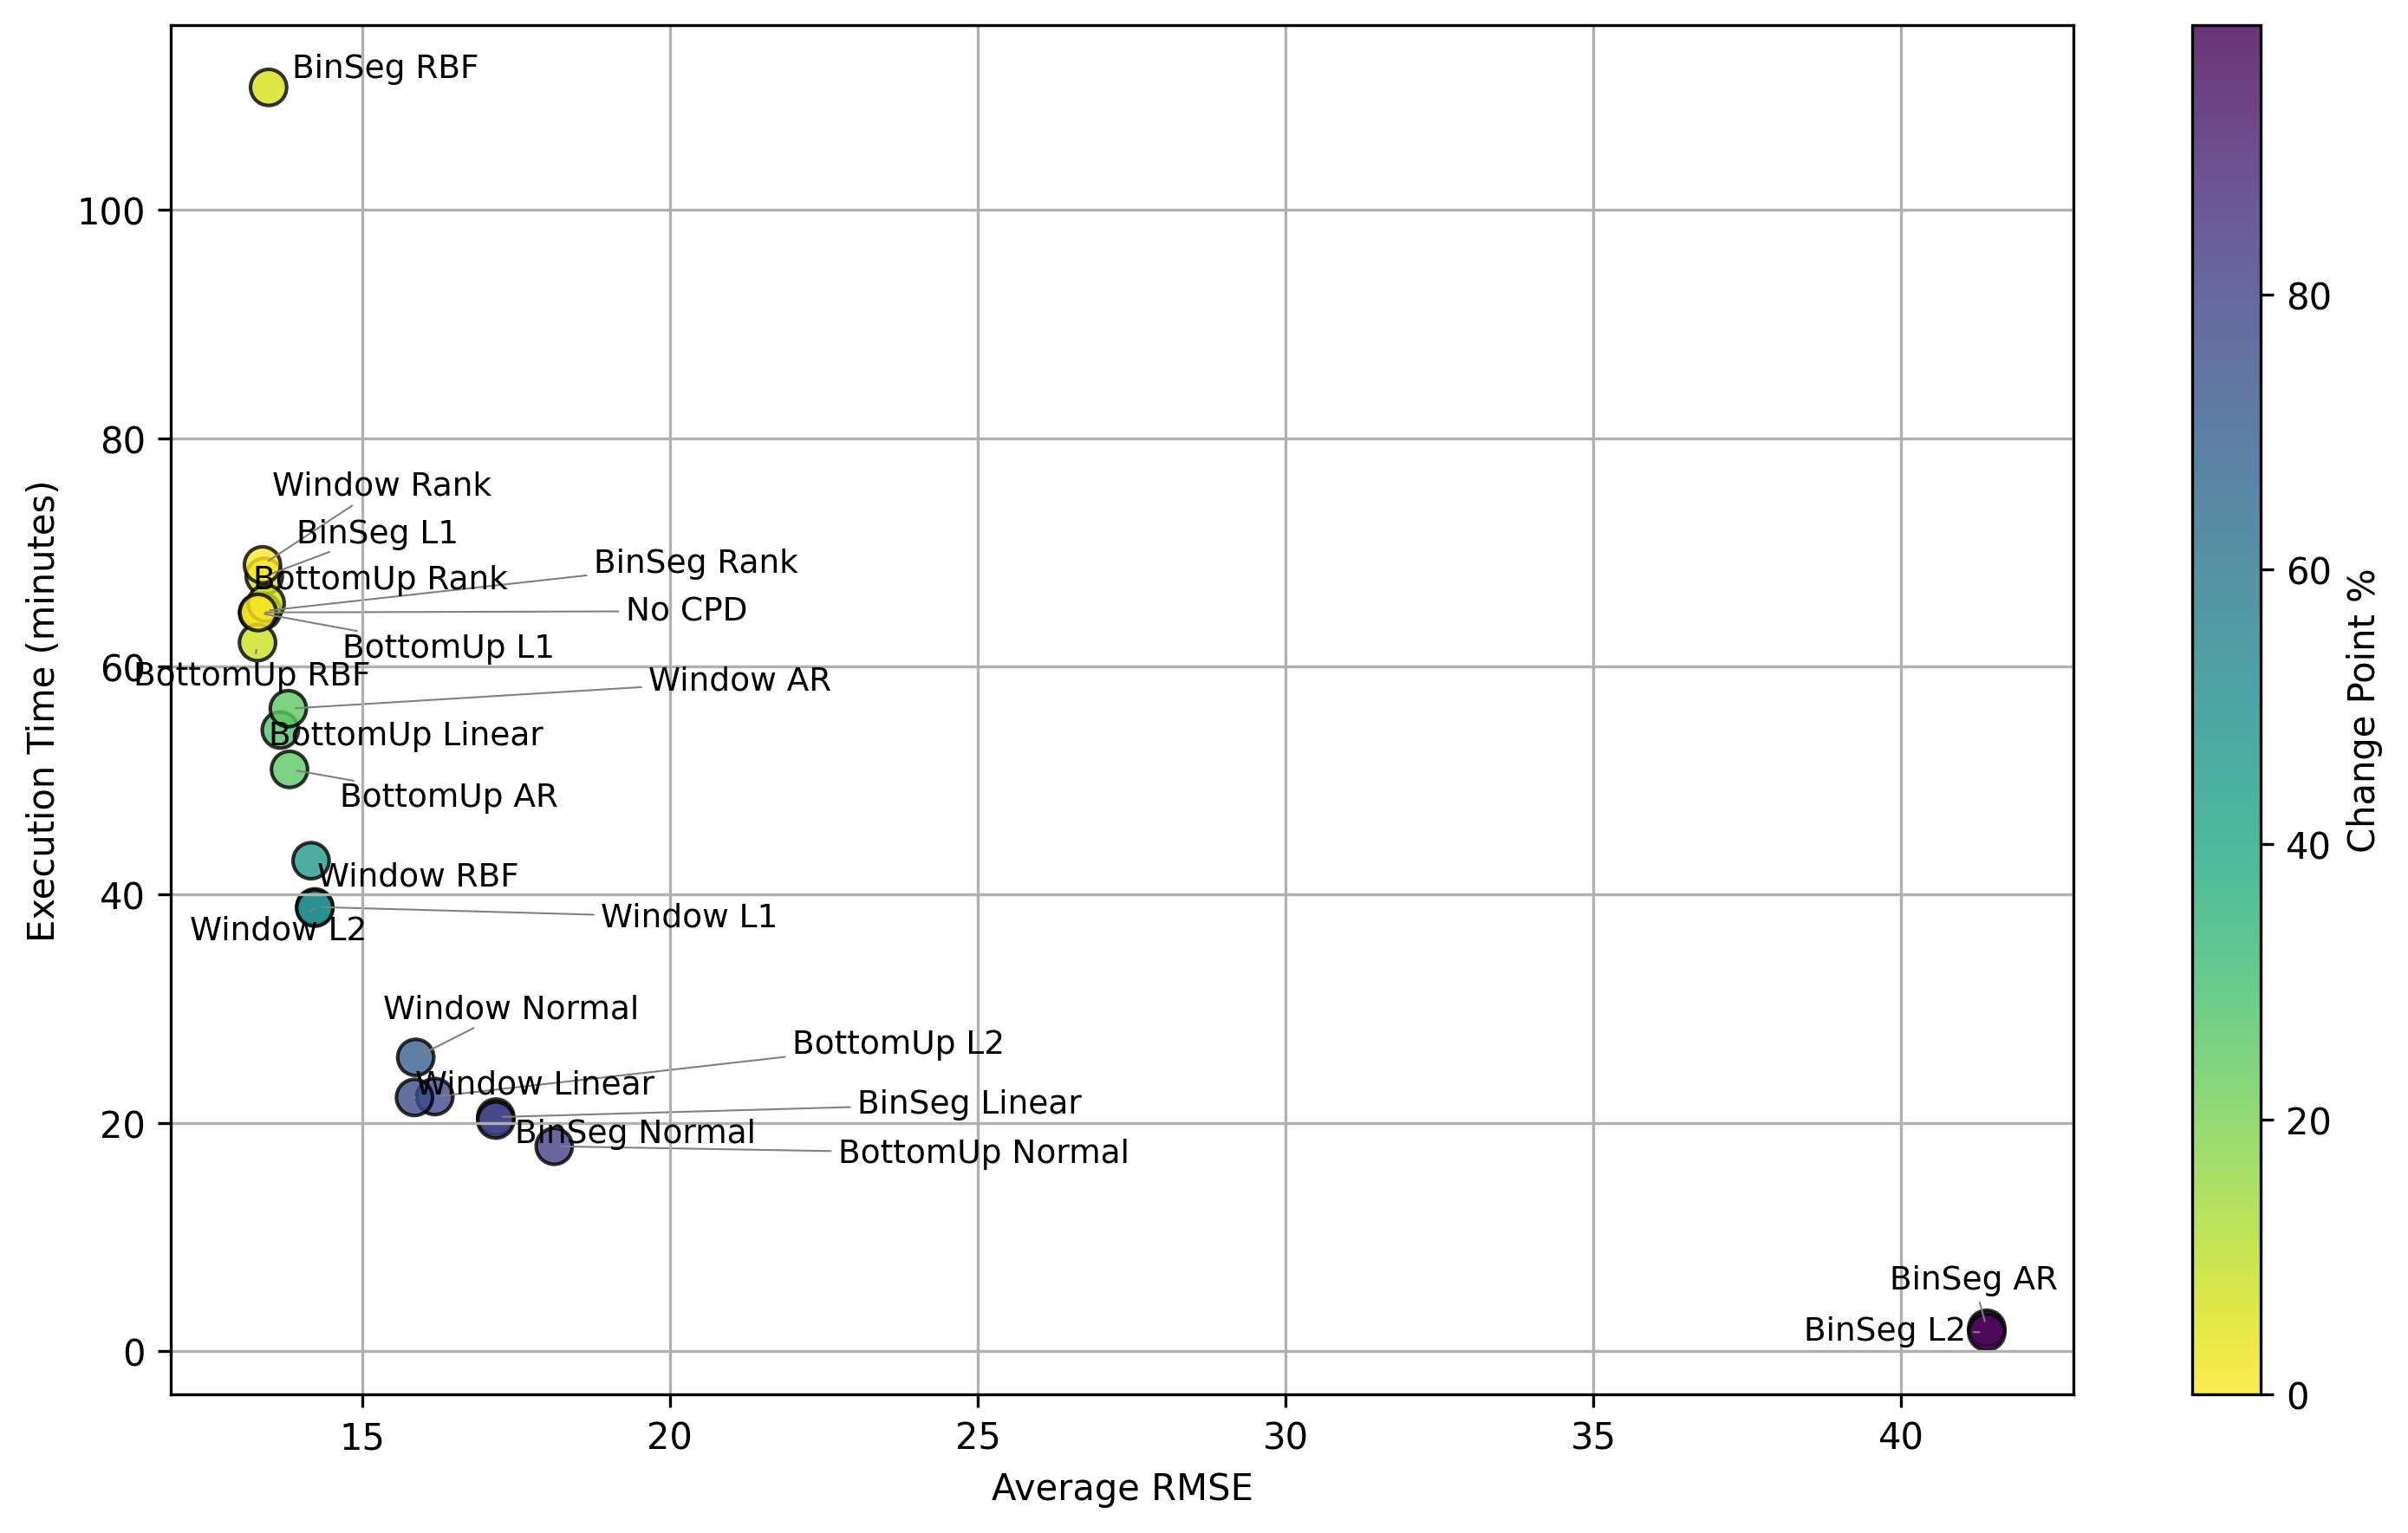 BinSeg RBF
100
80
Window Rank
BinSeg L1
BinSeg Rank
BottomUp Rank
No CPD
BottomUp L1
60
BottomUp RBF
Window AR
BottomUp Linear
BottomUp AR
Window RBF
40
Window L1
Window L2
Window Normal
BottomUp L2
Window Linear
BinSeg Linear
20
BinSeg Normal
BottomUp Normal
BinSeg AR
BinSeg L2
0
15 20 25 30 35 40
Average RMSE
Execution Time (minutes)
80
60
40
20
0
Change Point %